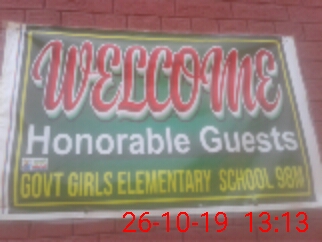 WELCOME
Honorable Guests
GOVT GIRLS ELEMENTARY SCHOOL 98M
26-10-19 13:13